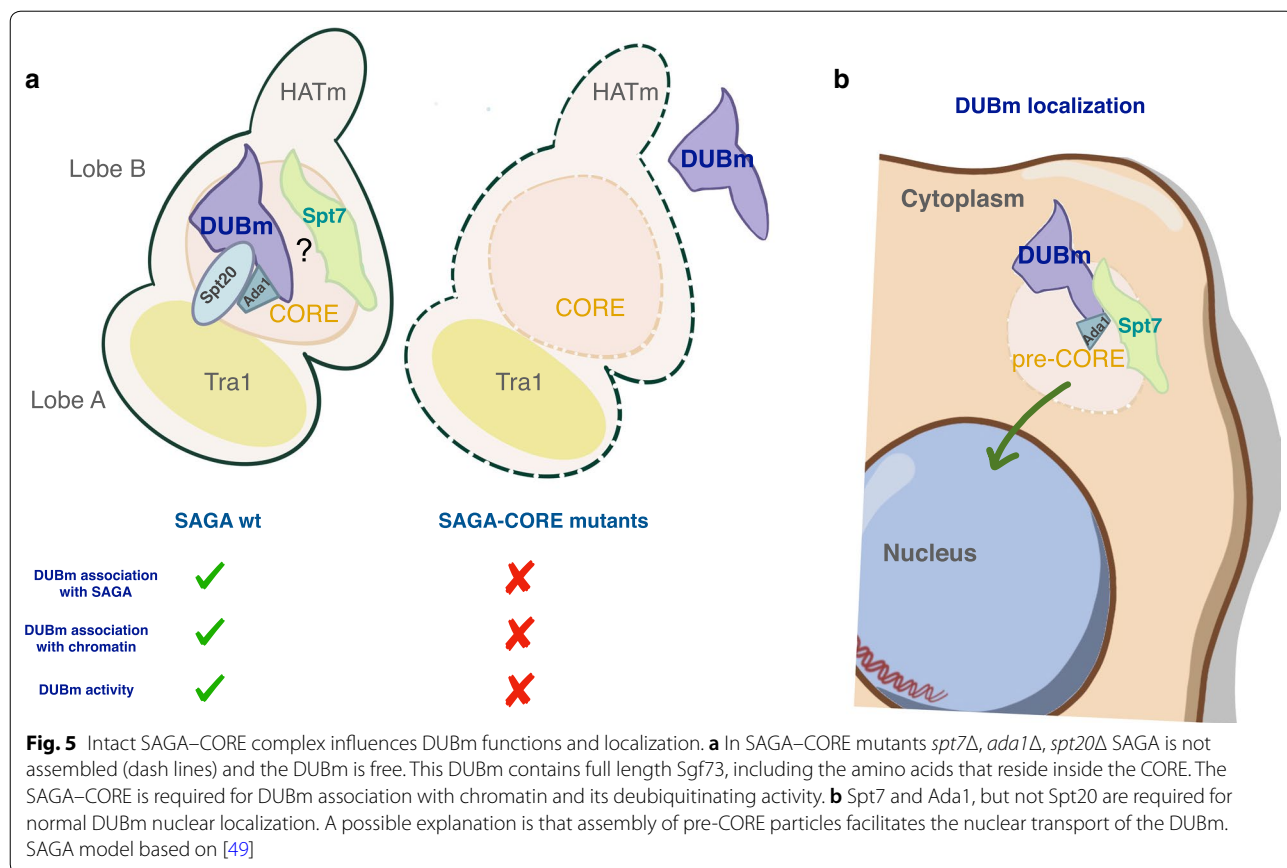 a
HATm
Lobe B
DUBm
Spt7
?
Spt20
Ada1
CORE
Tra1
Lobe A
HATm
DUBm
CORE
Tra1
SAGA wt
SAGA-CORE mutants
DUBm association
with SAGA
DUBm association
with chromatin
DUBm activity
b
DUBm localization
Cytoplasm
DUBm
Ada1
Spt7
pre-CORE
Nucleus
Fig. 5 Intact SAGA–CORE complex influences DUBm functions and localization. a In SAGA–CORE mutants spt7Δ, ada1Δ, spt20Δ SAGA is not
assembled (dash lines) and the DUBm is free. This DUBm contains full length Sgf73, including the amino acids that reside inside the CORE. The
SAGA–CORE is required for DUBm association with chromatin and its deubiquitinating activity. b Spt7 and Ada1, but not Spt20 are required for
normal DUBm nuclear localization. A possible explanation is that assembly of pre-CORE particles facilitates the nuclear transport of the DUBm.
SAGA model based on [49]